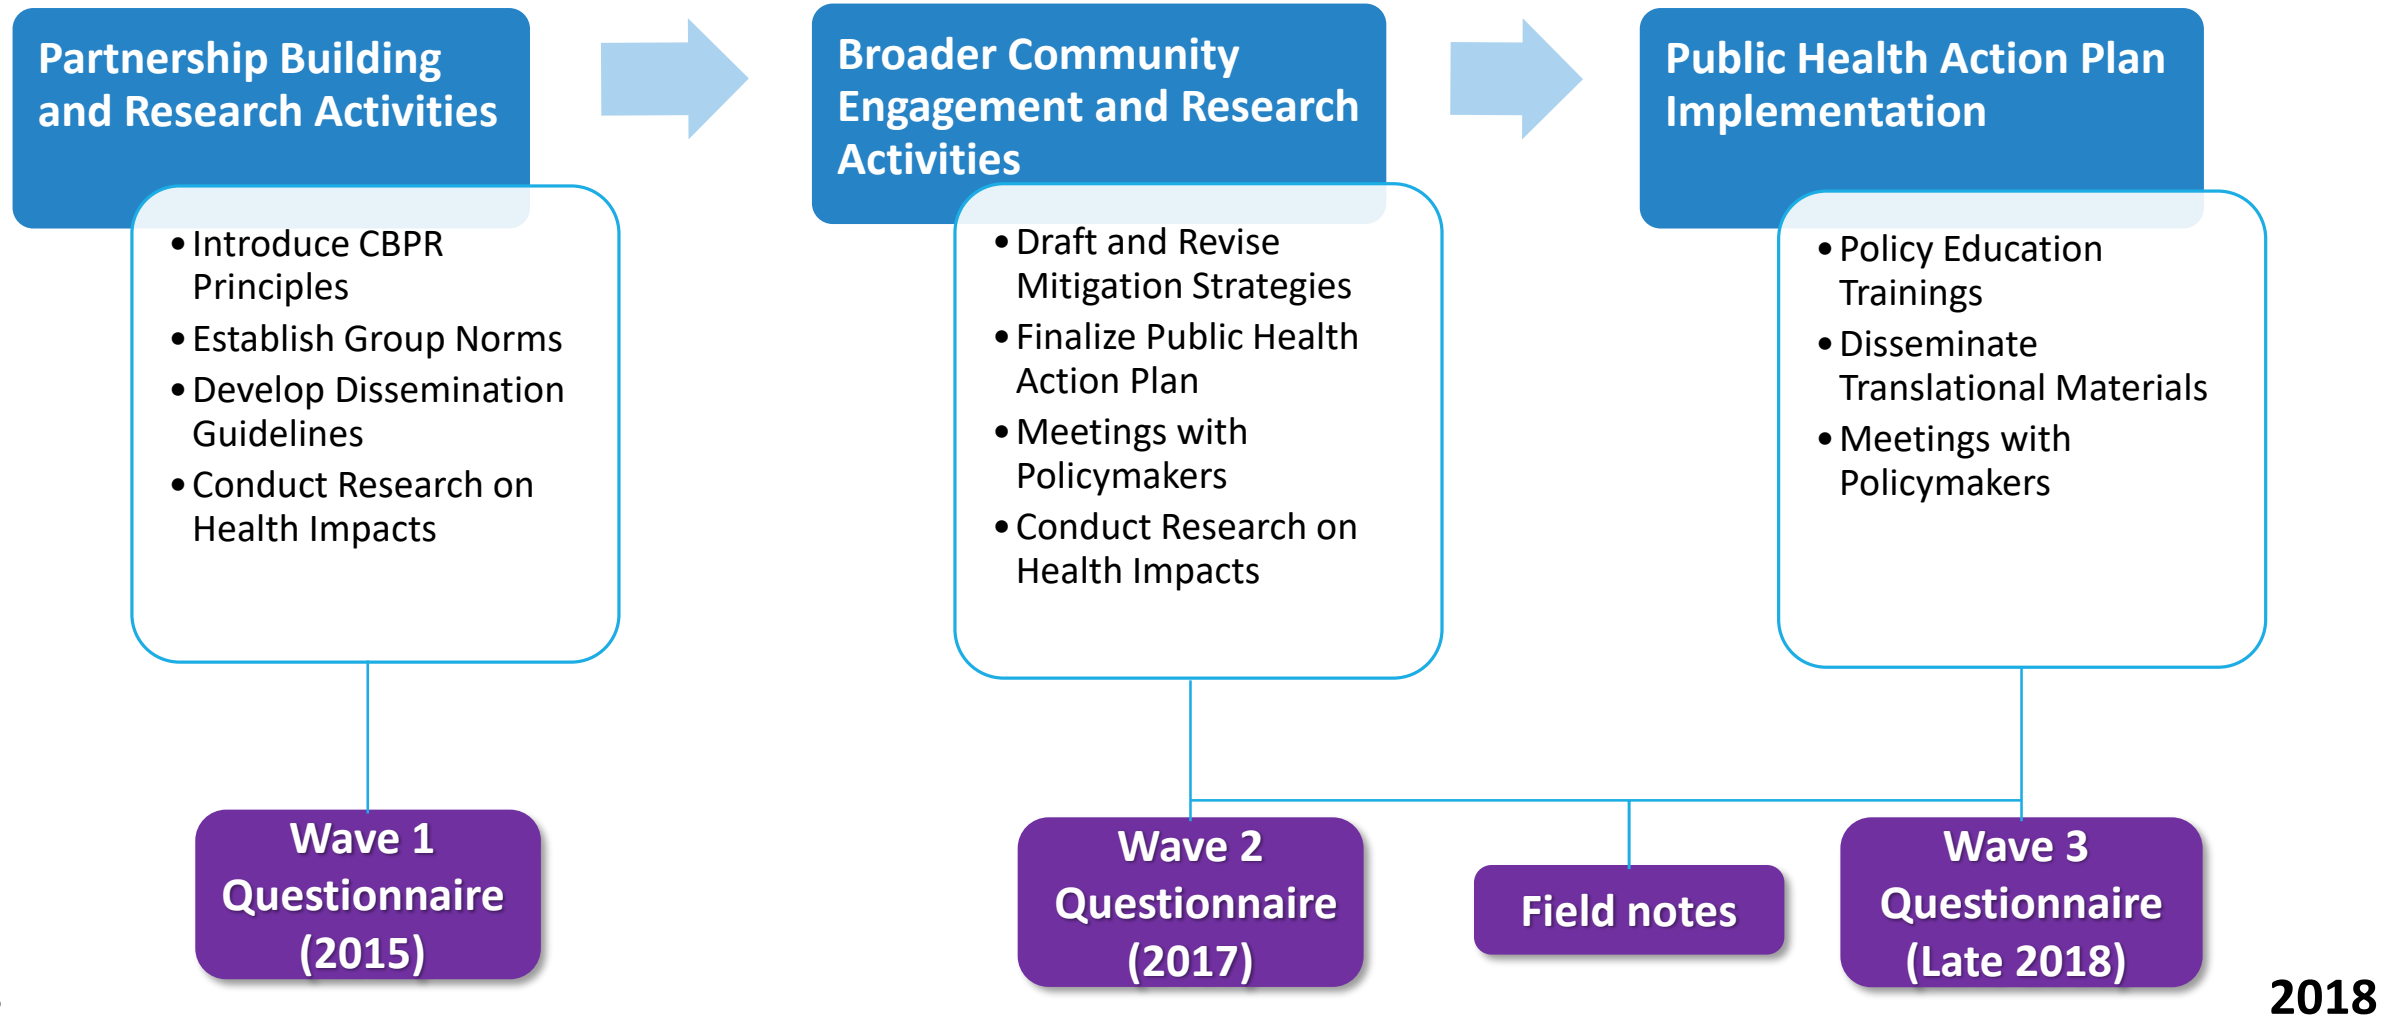 Partnership Building
and Research Activities
• Introduce CBPR
Principles
• Establish Group Norms
• Develop Dissemination
Guidelines
• Conduct Research on
Health Impacts
Wave 1
Questionnaire
(2015)
Broader Community
Engagement and Research
Activities
• Draft and Revise
Mitigation Strategies
• Finalize Public Health
Action Plan
• Meetings with
Policymakers
• Conduct Research on
Health Impacts
Wave 2
Questionnaire
(2017)
Field notes
Public Health Action Plan
Implementation
• Policy Education
Trainings
• Disseminate
Translational Materials
• Meetings with
Policymakers
Wave 3
Questionnaire
(Late 2018)
2018